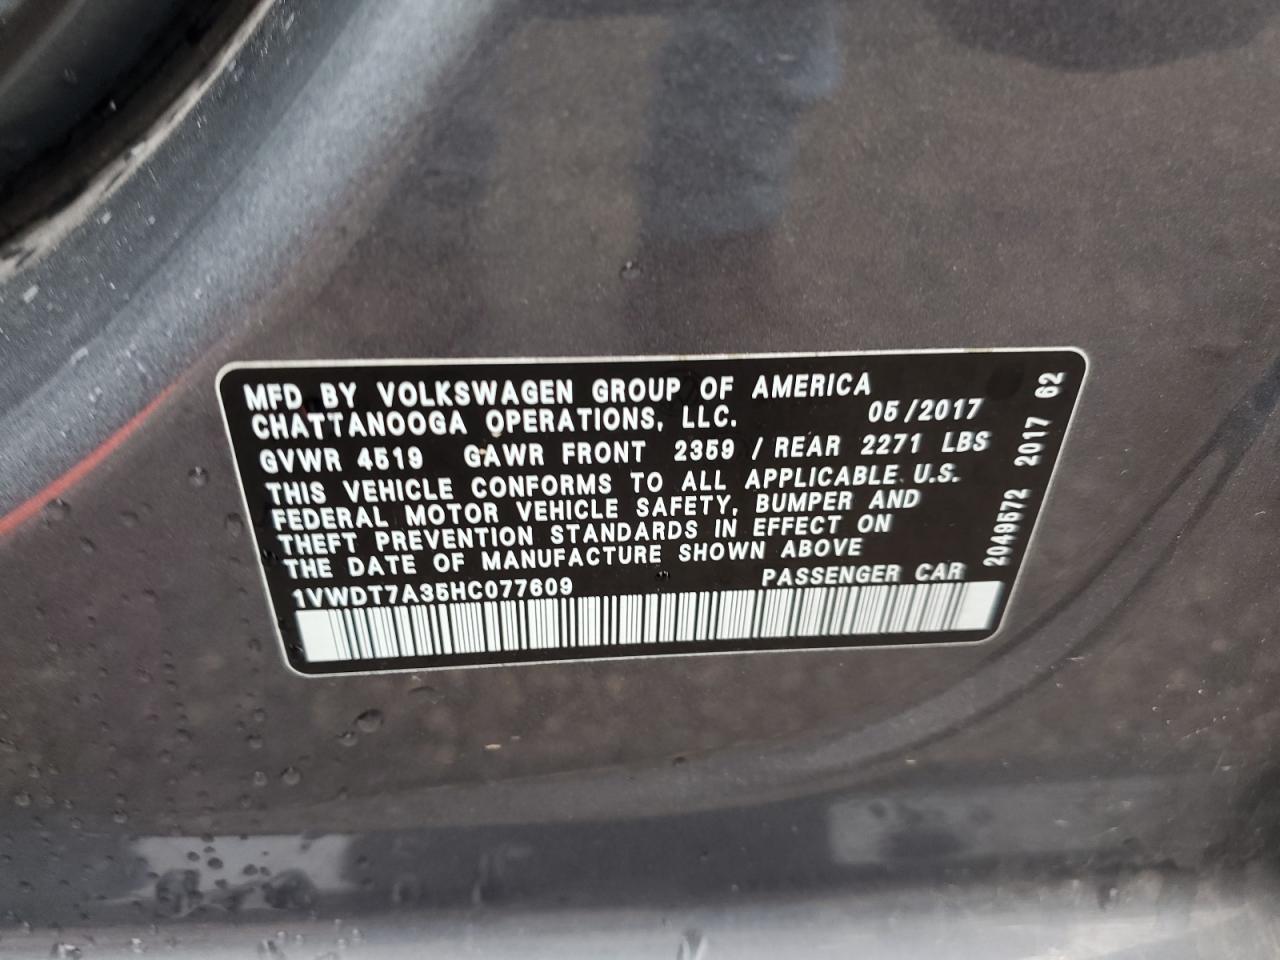 MFD BY VOLKSWAGEN GROUP OF AMERICA
CHATTANOOGA OPERATIONS, LLC. 05/2017
GVWR 4519 GAWR FRONT 2359 / REAR 2271 LBS
THIS VEHICLE CONFORMS TO ALL APPLICABLE U.S.
FEDERAL MOTOR VEHICLE SAFETY, BUMPER AND
THEFT PREVENTION STANDARDS IN EFFECT ON
THE DATE OF MANUFACTURE SHOWN ABOVE
1VWDT7A35HC077609 PASSENGER CAR
2049572 2017 62